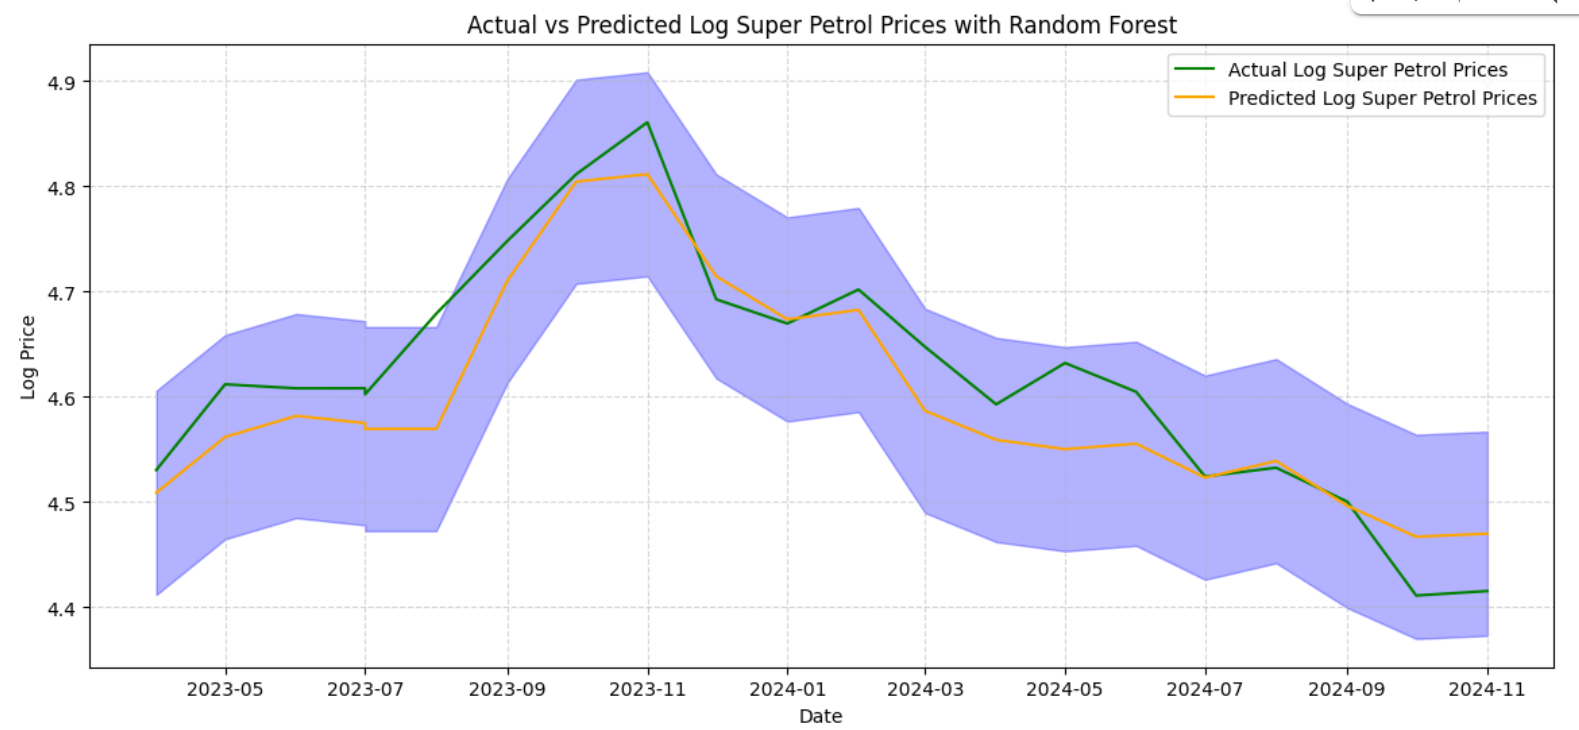 Actual vs Predicted Log Super Petrol Prices with Random Forest
Actual Log Super Petrol Prices
Predicted Log Super Petrol Prices
4.9
4.8
4.7
4.6
4.5
4.4
Log Price
2023-05 2023-07 2023-09 2023-11 2024-01 2024-03 2024-05 2024-07 2024-09 2024-11
Date